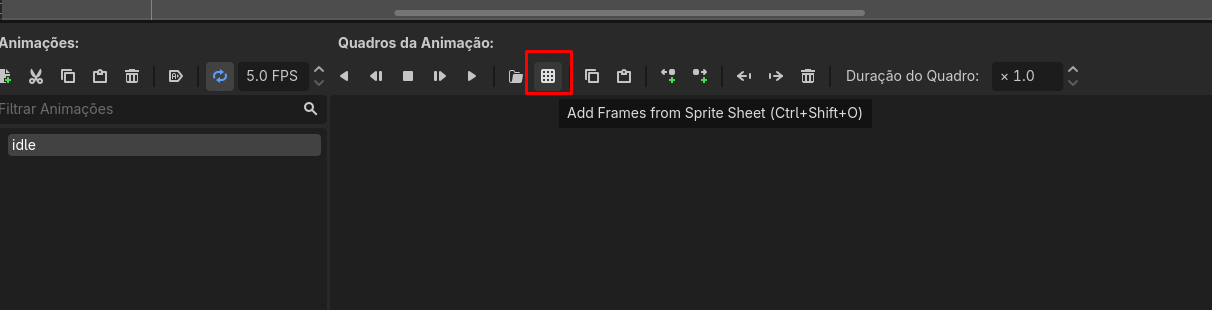 Animações:
Quadros da Animação:
5.0 FPS
Duração do Quadro:
× 1.0
Filtrar Animações
Add Frames from Sprite Sheet (Ctrl+Shift+O)
idle